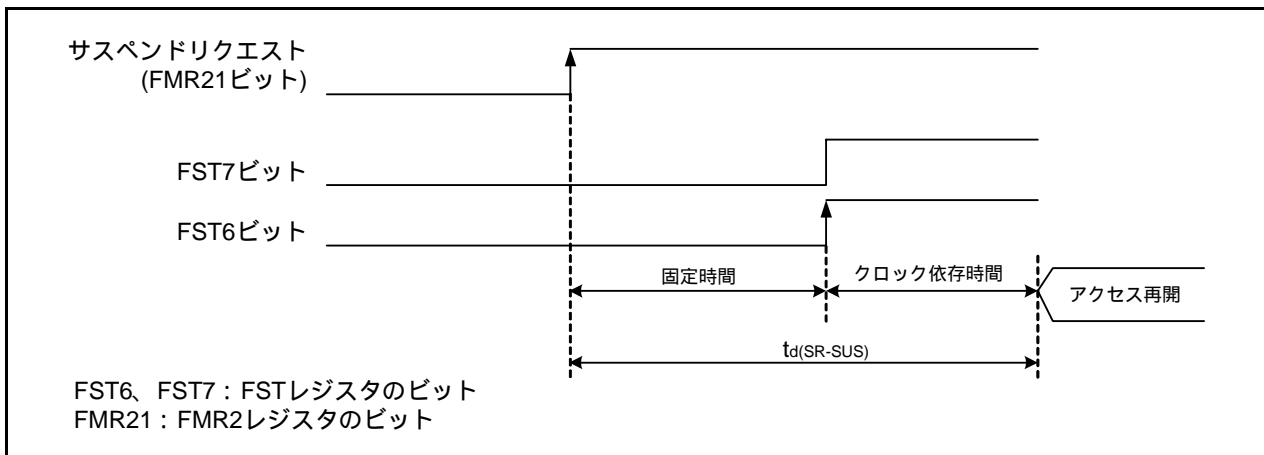 サスペンドリクエスト
(FMR21ビット)
FST7ビット
FST6ビット
固定時間
クロック依存時間
アクセス再開
td(SR-SUS)
FST6、FST7：FSTレジスタのビット
FMR21：FMR2レジスタのビット